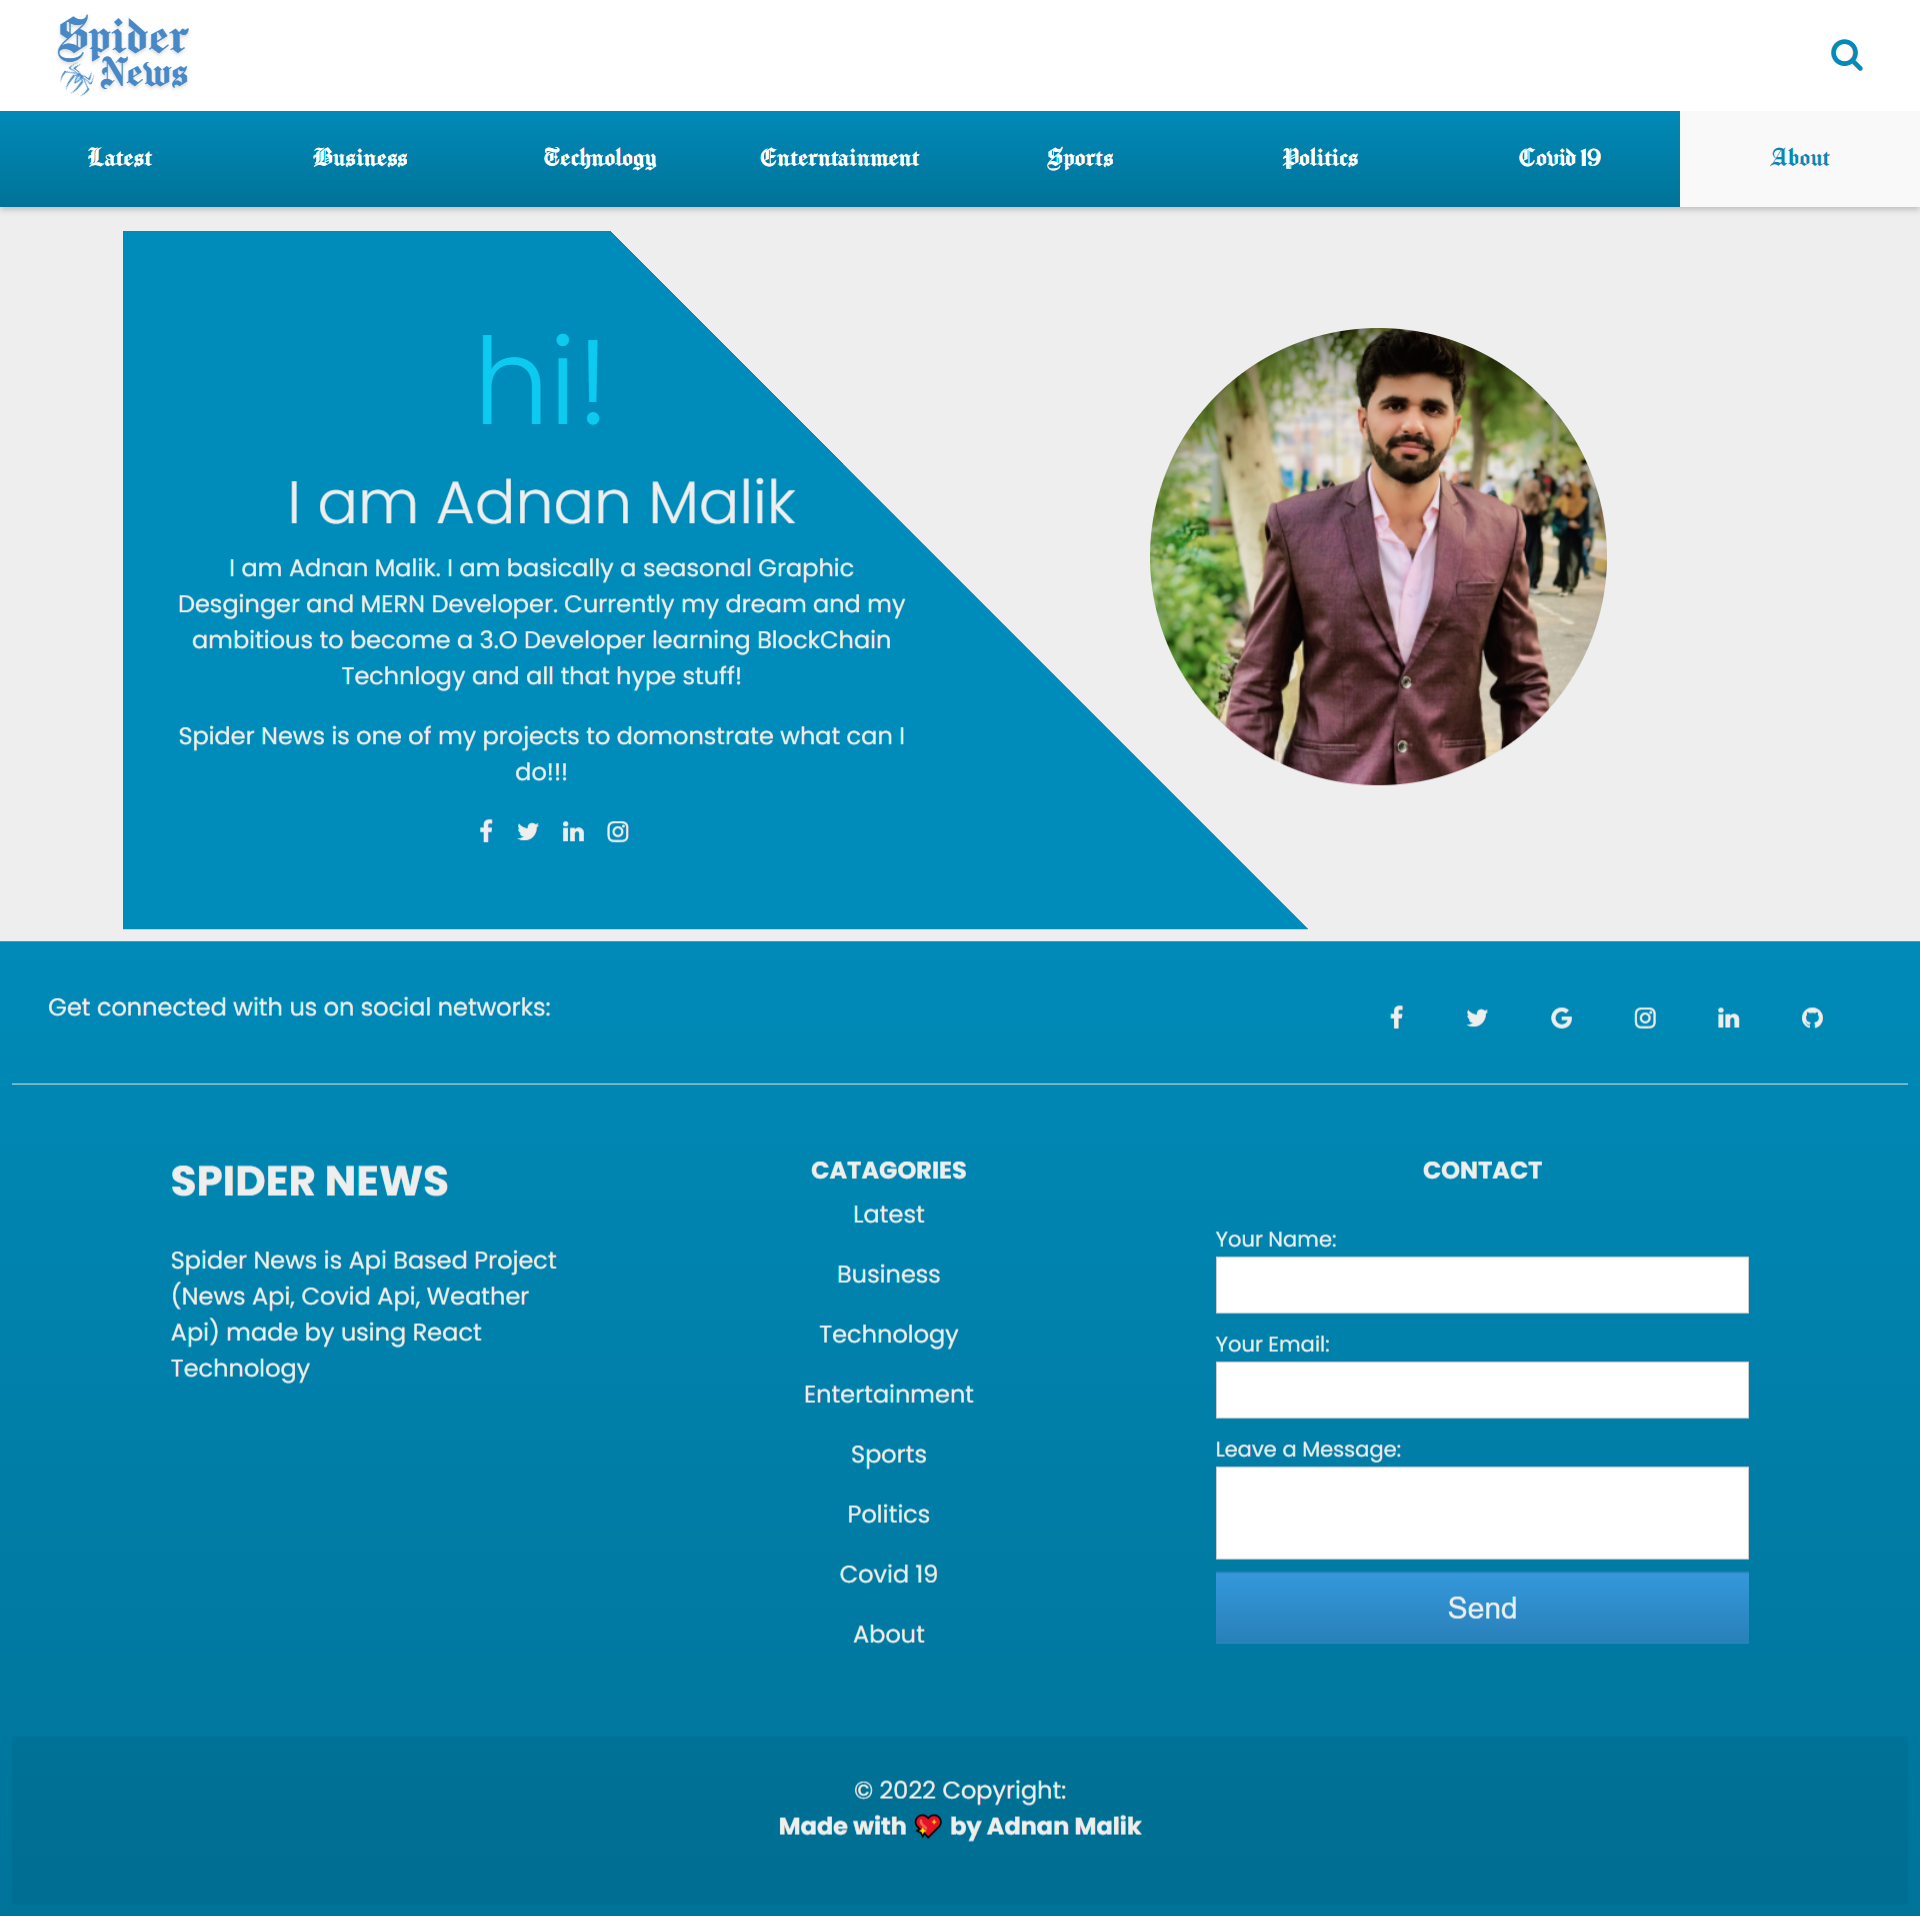 Spider
News
Latest
Business
Technology
Enterntainment
Sports
Politics
Covid 19
About
hi!
I am Adnan Malik
I am Adnan Malik. I am basically a seasonal Graphic
Desginger and MERN Developer. Currently my dream and my
ambitious to become a 3.O Developer learning BlockChain
Technlogy and all that hype stuff!
Spider News is one of my projects to domonstrate what can I
do!!!
Get connected with us on social networks:
SPIDER NEWS
Spider News is Api Based Project
(News Api, Covid Api, Weather
Api) made by using React
Technology
CATAGORIES
Latest
Business
Technology
Entertainment
Sports
Politics
Covid 19
About
CONTACT
Your Name:
Your Email:
Leave a Message:
Send
© 2022 Copyright:
Made with 💖 by Adnan Malik